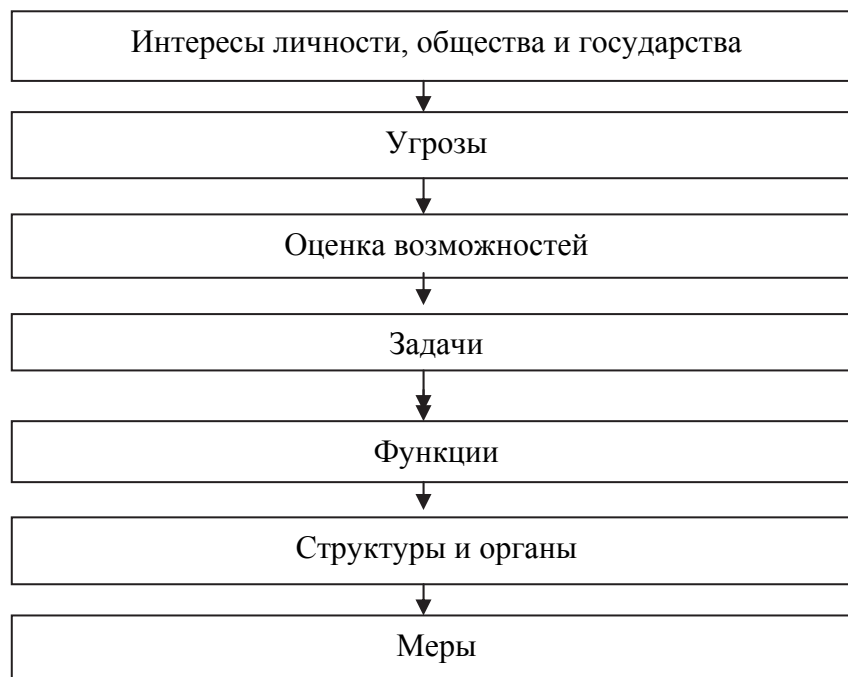 Интересы личности, общества и государства
Угрозы
Оценка возможностей
Задачи
Функции
Структуры и органы
Меры